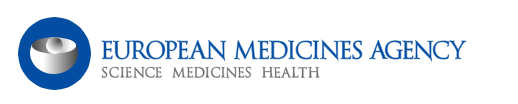 EUROPEAN MEDICINES AGENCY
SCIENCE MEDICINES HEALTH